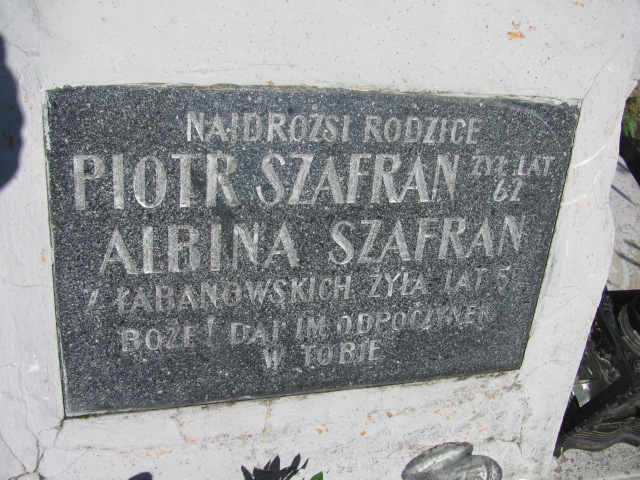 NAJDROŻSI RODZICE
PIOTR SZAFRAN ŻYŁ LAT 62
ALBINA SZAFRAN
Z ŁABANOWSKICH ŻYŁA LAT
BOŻE! DAJ IM ODPOCZYNEK
W TOBIE